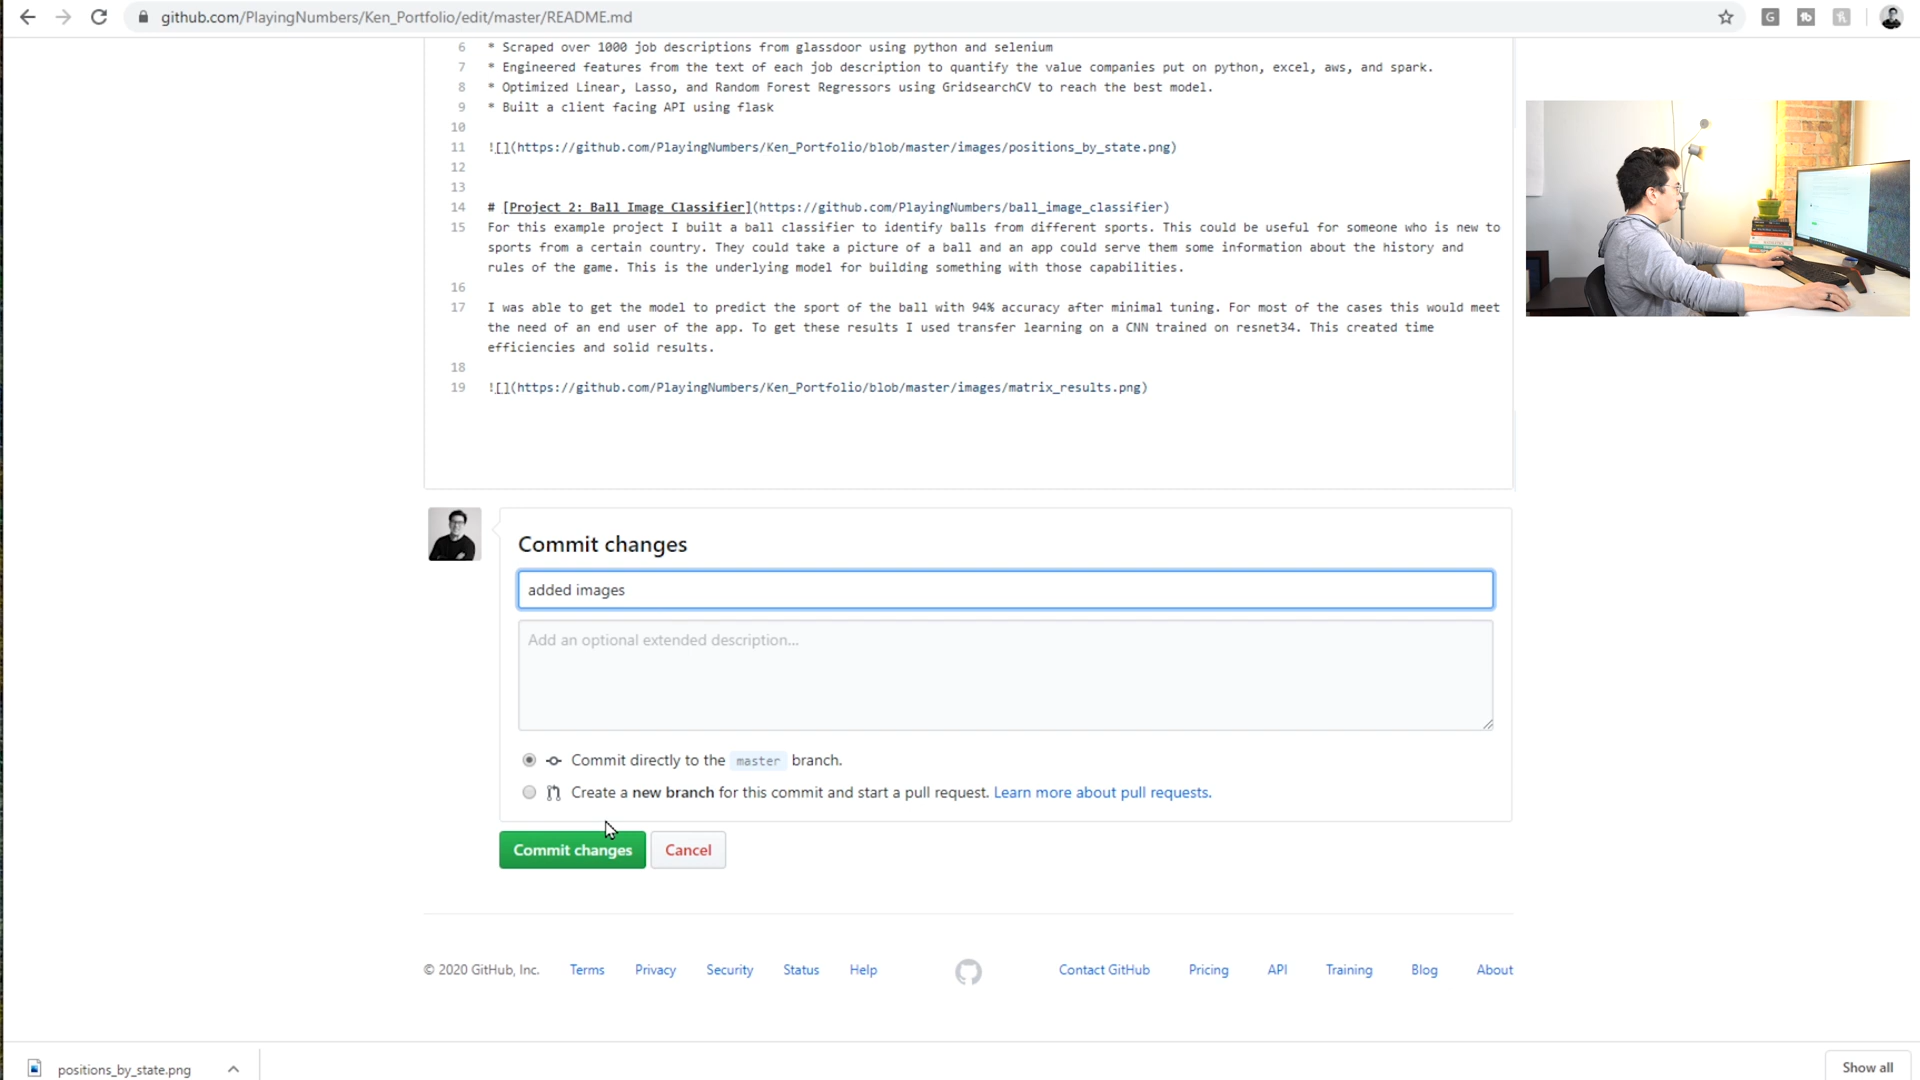 github.com/PlayingNumbers/Ken_Portfolio/edit/master/README.md
6 * Scraped over 1000 job descriptions from glassdoor using python and selenium
7 * Engineered features from the text of each job description to quantify the value companies put on python, excel, aws, and spark.
8 * Optimized Linear, Lasso, and Random Forest Regressors using GridsearchCV to reach the best model.
9 * Built a client facing API using flask
10
11 ![](https://github.com/PlayingNumbers/Ken_Portfolio/blob/master/images/positions_by_state.png)
12
13
14 # [Project 2: Ball Image Classifier](https://github.com/PlayingNumbers/ball_image_classifier)
15 For this example project I built a ball classifier to identify balls from different sports. This could be useful for someone who is new to
sports from a certain country. They could take a picture of a ball and an app could serve them some information about the history and
rules of the game. This is the underlying model for building something with those capabilities.
16
17 I was able to get the model to predict the sport of the ball with 94% accuracy after minimal tuning. For most of the cases this would meet
the need of an end user of the app. To get these results I used transfer learning on a CNN trained on resnet34. This created time
efficiencies and solid results.
18
19 ![](https://github.com/PlayingNumbers/Ken_Portfolio/blob/master/images/matrix_results.png)
Commit changes
added images
Add an optional extended description...
Commit directly to the master branch.
Create a new branch for this commit and start a pull request. Learn more about pull requests.
Commit changes Cancel
© 2020 GitHub, Inc. Terms Privacy Security Status Help Contact GitHub Pricing API Training Blog About
positions_by_state.png Show all